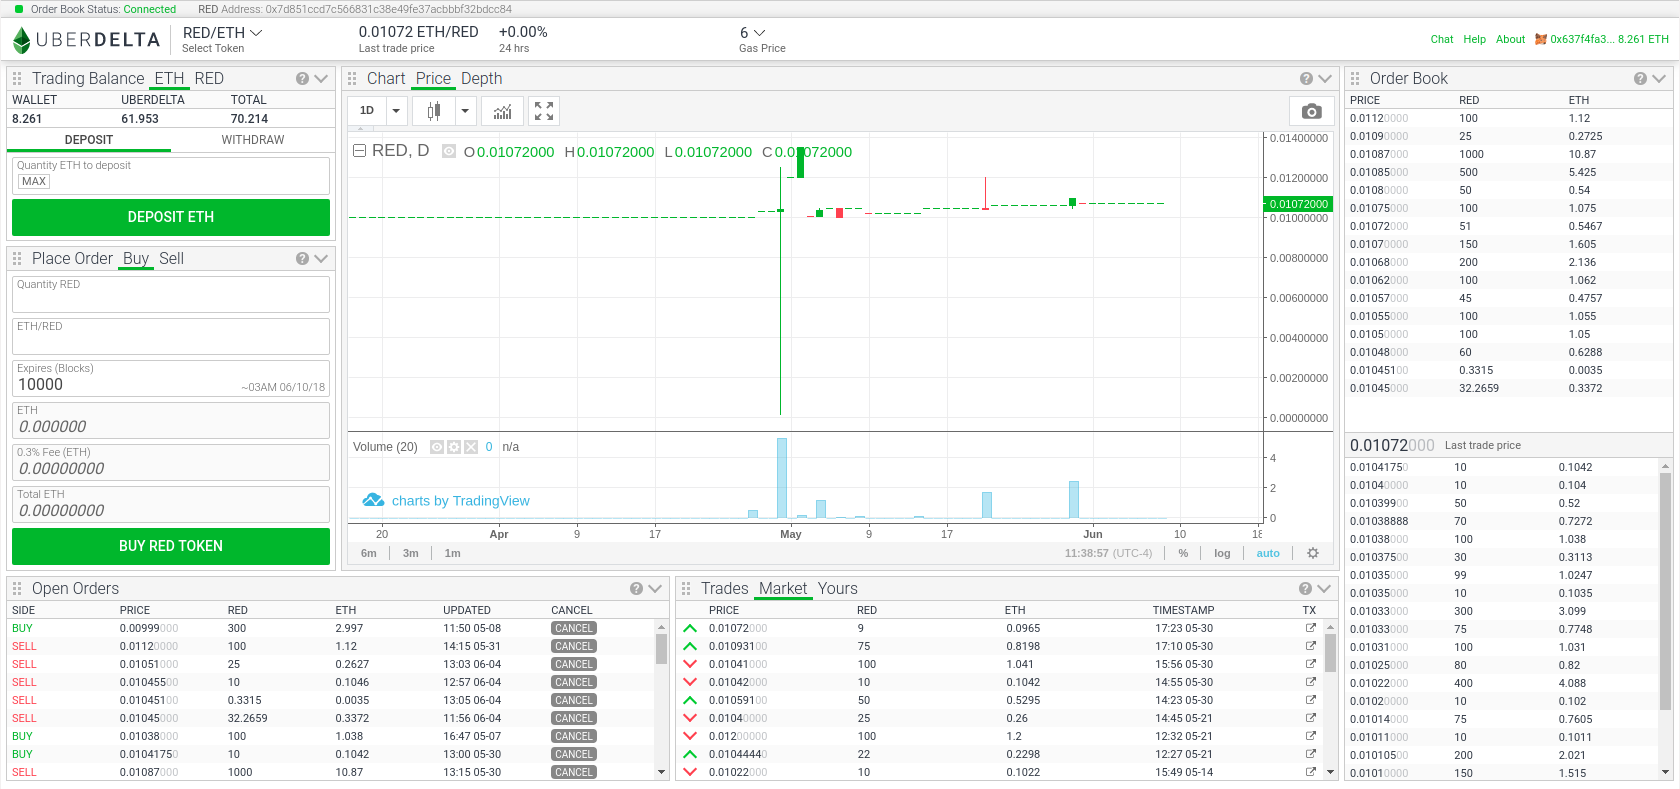 Order Book Status: Connected RED Address: 0x7d851ccd7c566831c38e49fe37acbbbf32bdcc84
UBERDELTA
RED/ETH
Select Token
0.01072 ETH/RED
Last trade price
+0.00%
24 hrs
6
Gas Price
Chat Help About 0x637f4fa3... 8.261 ETH
Trading Balance ETH RED
WALLET UBERDELTA TOTAL
8.261 61.953 70.214
DEPOSIT WITHDRAW
Quantity ETH to deposit
MAX
DEPOSIT ETH
Place Order Buy Sell
Quantity RED
ETH/RED
Expires (Blocks)
10000 ~03AM 06/10/18
ETH
0.000000
0.3% Fee (ETH)
0.00000000
Total ETH
0.00000000
BUY RED TOKEN
Chart Price Depth
1D
RED, D O0.01072000 H0.01072000 L0.01072000 C0.01072000
0.01400000
0.01200000
0.01072000
0.01000000
0.00800000
0.00600000
0.00400000
0.00200000
0.00000000
Volume (20) 0 n/a
4
2
0
charts by TradingView
20 Apr 9 17 May 9 17 Jun 10 18
6m 3m 1m 11:38:57 (UTC-4) % log auto
Order Book
PRICE RED ETH
0.01120000 100 1.12
0.01090000 25 0.2725
0.01087000 1000 10.87
0.01085000 500 5.425
0.01080000 50 0.54
0.01075000 100 1.075
0.01072000 51 0.5467
0.01070000 150 1.605
0.01068000 200 2.136
0.01062000 100 1.062
0.01057000 45 0.4757
0.01055000 100 1.055
0.01050000 100 1.05
0.01048000 60 0.6288
0.01045100 0.3315 0.0035
0.01045000 32.2659 0.3372
0.01072000 Last trade price
0.01041750 10 0.1042
0.01040000 10 0.104
0.01039900 50 0.52
0.01038888 70 0.7272
0.01038000 100 1.038
0.01037500 30 0.3113
0.01035000 99 1.0247
0.01035000 10 0.1035
0.01033000 300 3.099
0.01033000 75 0.7748
0.01031000 100 1.031
0.01025000 80 0.82
0.01022000 400 4.088
0.01020000 10 0.102
0.01014000 75 0.7605
0.01011000 10 0.1011
0.01010500 200 2.021
0.01010000 150 1.515
Open Orders
SIDE PRICE RED ETH UPDATED CANCEL
BUY 0.00999000 300 2.997 11:50 05-08 CANCEL
SELL 0.01120000 100 1.12 14:15 05-31 CANCEL
SELL 0.01051000 25 0.2627 13:03 06-04 CANCEL
SELL 0.01045500 10 0.1046 12:57 06-04 CANCEL
SELL 0.01045100 0.3315 0.0035 13:05 06-04 CANCEL
SELL 0.01045000 32.2659 0.3372 11:56 06-04 CANCEL
BUY 0.01038000 100 1.038 16:47 05-07 CANCEL
BUY 0.01041750 10 0.1042 13:00 05-30 CANCEL
SELL 0.01087000 1000 10.87 13:15 05-30 CANCEL
Trades Market Yours
PRICE RED ETH TIMESTAMP TX
0.01072000 9 0.0965 17:23 05-30
0.01093100 75 0.8198 17:10 05-30
0.01041000 100 1.041 15:56 05-30
0.01042000 10 0.1042 14:55 05-30
0.01059100 50 0.5295 14:23 05-30
0.01040000 25 0.26 14:45 05-21
0.01200000 100 1.2 12:32 05-21
0.01044440 22 0.2298 12:27 05-21
0.01022000 10 0.1022 15:49 05-14